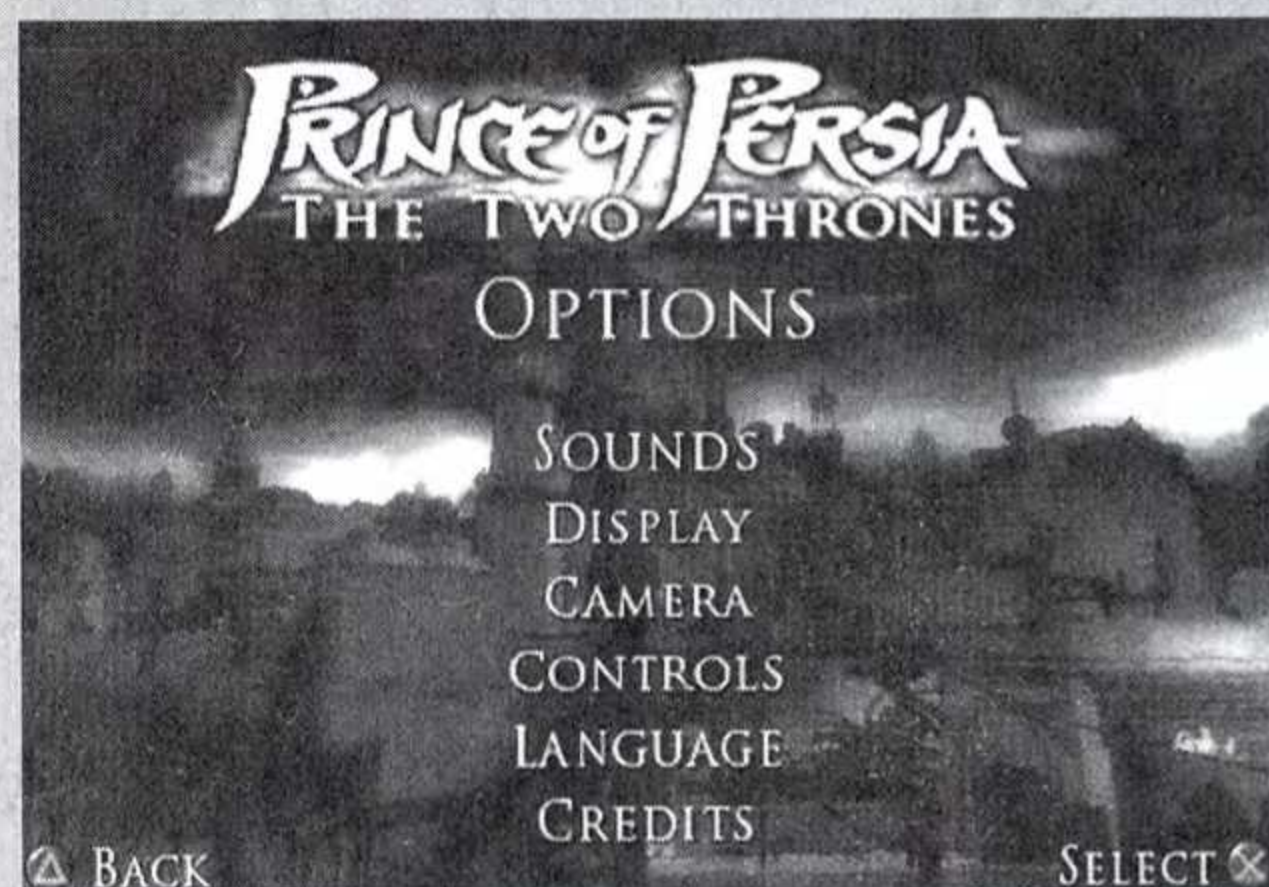 PRINCE OF PERSIA
THE TWO THRONES
OPTIONS
SOUNDS
DISPLAY
CAMERA
CONTROLS
LANGUAGE
CREDITS
BACK
SELECT